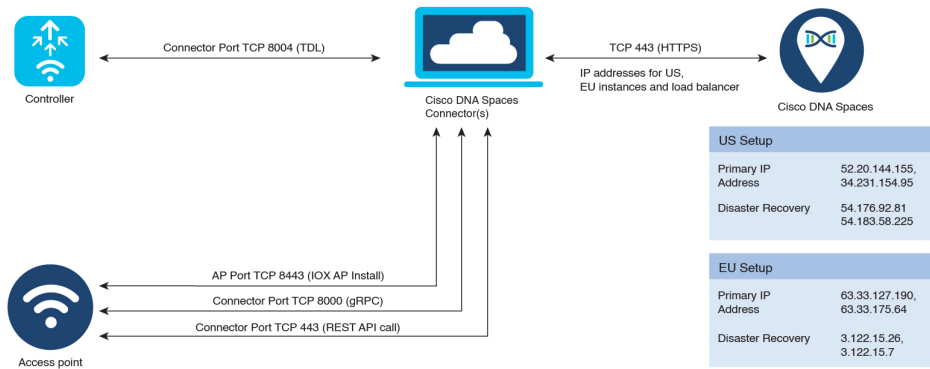 Connector Port TCP 8004 (TDL)
Controller
Cisco DNA Spaces
Connector(s)
TCP 443 (HTTPS)
IP addresses for US,
EU instances and load balancer
Cisco DNA Spaces
US Setup
Primary IP 52.20.144.155,
Address 34.231.154.95
Disaster Recovery 54.176.92.81
54.183.58.225
EU Setup
Primary IP 63.33.127.190,
Address 63.33.175.64
Disaster Recovery 3.122.15.26,
3.122.15.7
AP Port TCP 8443 (IOX AP Install)
Connector Port TCP 8000 (gRPC)
Connector Port TCP 443 (REST API call)
Access point